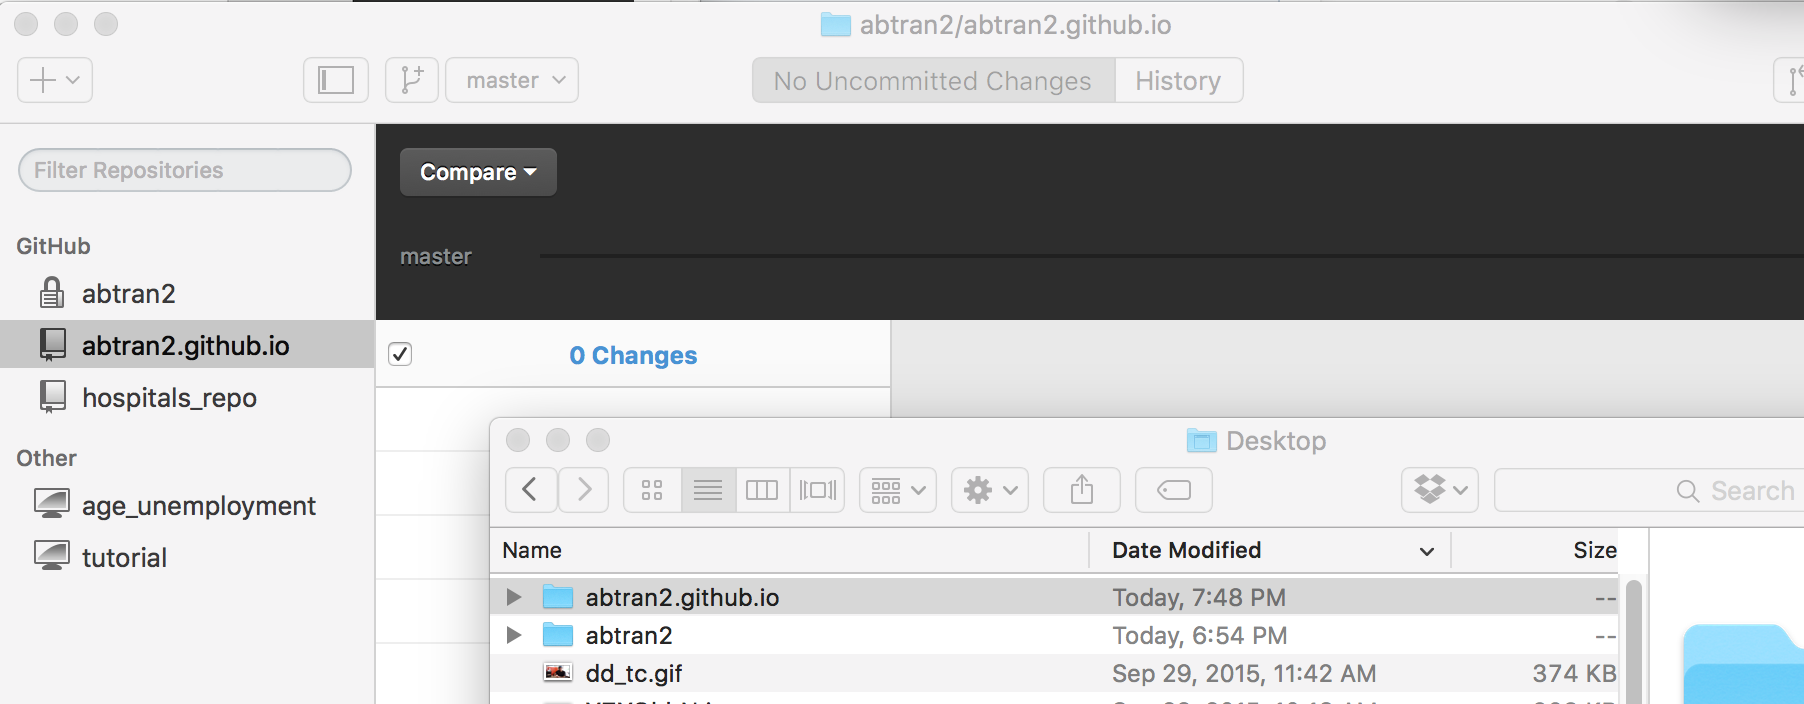 abtran2/abtran2.github.io
master
No Uncommitted Changes
History
Filter Repositories
Compare
master
GitHub
abtran2
abtran2.github.io
hospitals_repo
0 Changes
Other
age_unemployment
tutorial
Desktop
Search
Name Date Modified Size
abtran2.github.io Today, 7:48 PM --
abtran2 Today, 6:54 PM --
dd_tc.gif Sep 29, 2015, 11:42 AM 374 KB